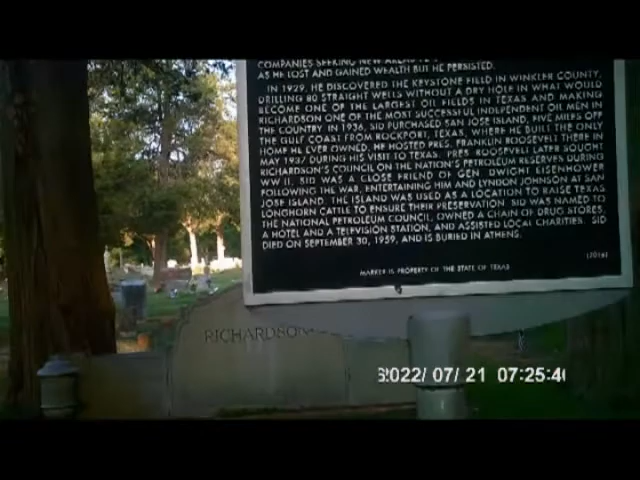 COMPANIES SEEKING NEW AREAS
AS HE LOST AND GAINED WEALTH BUT HE PERSISTED.
IN 1929, HE DISCOVERED THE KEYSTONE FIELD IN WINKLER COUNTY,
DRILLING 80 STRAIGHT WELLS WITHOUT A DRY HOLE IN WHAT WOULD
BECOME ONE OF THE LARGEST OIL FIELDS IN TEXAS AND MAKING
RICHARDSON ONE OF THE MOST SUCCESSFUL INDEPENDENT OIL MEN IN
THE COUNTRY. IN 1936, SID PURCHASED SAN JOSE ISLAND, FIVE MILES OFF
THE GULF COAST FROM ROCKPORT, TEXAS, WHERE HE BUILT THE ONLY
HOME HE EVER OWNED. HE HOSTED PRES. FRANKLIN ROOSEVELT THERE IN
MAY 1937 DURING HIS VISIT TO TEXAS. PRES. ROOSEVELT LATER SOUGHT
RICHARDSON'S COUNCIL ON THE NATION'S PETROLEUM RESERVES DURING
WW II. SID WAS A CLOSE FRIEND OF GEN. DWIGHT EISENHOWER
FOLLOWING THE WAR, ENTERTAINING HIM AND LYNDON JOHNSON AT SAN
JOSE ISLAND. THE ISLAND WAS USED AS A LOCATION TO RAISE TEXAS
LONGHORN CATTLE TO ENSURE THEIR PRESERVATION. SID WAS NAMED TO
THE NATIONAL PETROLEUM COUNCIL, OWNED A CHAIN OF DRUG STORES,
A HOTEL AND A TELEVISION STATION, AND ASSISTED LOCAL CHARITIES. SID
DIED ON SEPTEMBER 30, 1959, AND IS BURIED IN ATHENS.
(2019)
MARKER IS PROPERTY OF THE STATE OF TEXAS
RICHARDSON
2022/07/21 07:25:46